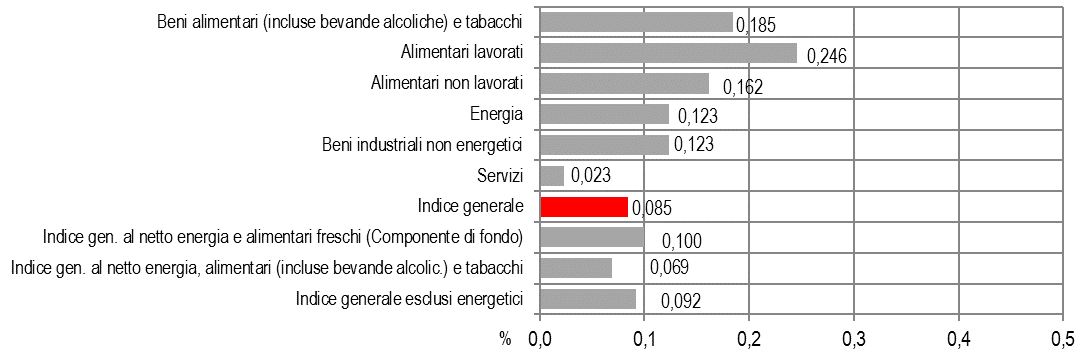 Beni alimentari (incluse bevande alcoliche) e tabacchi 0,185
Alimentari lavorati 0,246
Alimentari non lavorati 0,162
Energia 0,123
Beni industriali non energetici 0,123
Servizi 0,023
Indice generale 0,085
Indice gen. al netto energia e alimentari freschi (Componente di fondo) 0,100
Indice gen. al netto energia, alimentari (incluse bevande alcolic.) e tabacchi 0,069
Indice generale esclusi energetici 0,092
% 0,0 0,1 0,2 0,3 0,4 0,5